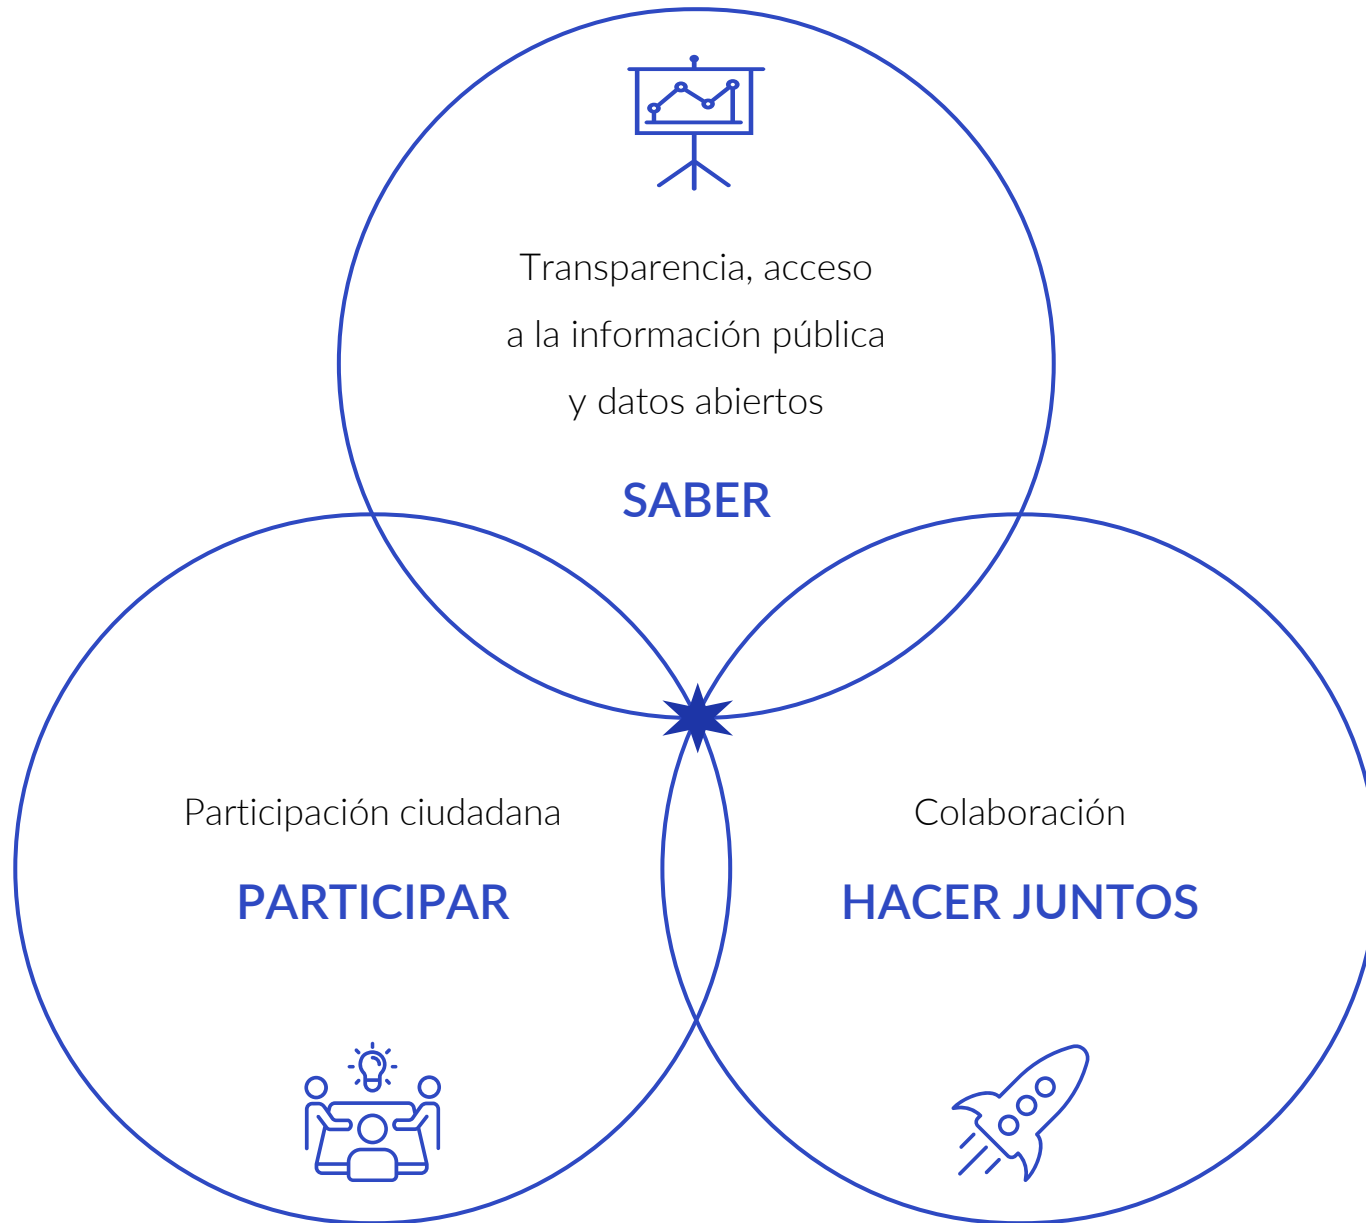 Transparencia, acceso
a la información pública
y datos abiertos
SABER
Participación ciudadana
PARTICIPAR
Colaboración
HACER JUNTOS